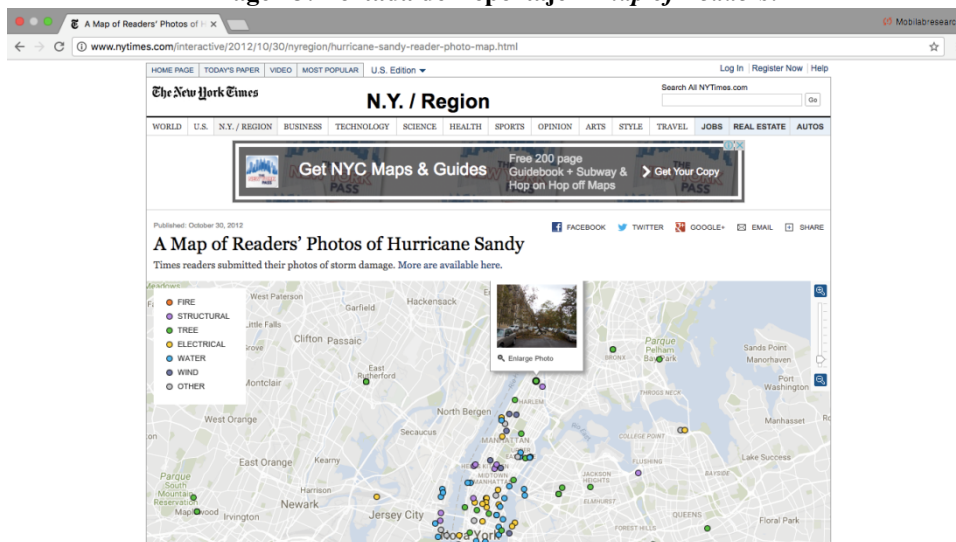 A Map of Readers' Photos of H
Mobilabresearc
www.nytimes.com/interactive/2012/10/30/nyregion/hurricane-sandy-reader-photo-map.html
HOME PAGE TODAY'S PAPER VIDEO MOST POPULAR U.S. Edition
Log In Register Now Help
The New York Times
N.Y. / Region
Search All NYTimes.com
Go
WORLD U.S. N.Y. / REGION BUSINESS TECHNOLOGY SCIENCE HEALTH SPORTS OPINION ARTS STYLE TRAVEL JOBS REAL ESTATE AUTOS
Get NYC Maps & Guides
Free 200 page
Guidebook + Subway &
Hop on Hop off Maps
Get Your Copy
Published: October 30, 2012
FACEBOOK TWITTER GOOGLE+ EMAIL SHARE
A Map of Readers' Photos of Hurricane Sandy
Times readers submitted their photos of storm damage. More are available here.
FIRE
STRUCTURAL
TREE
ELECTRICAL
WATER
WIND
OTHER
Enlarge Photo
West Paterson
Garfield
Hackensack
Little Falls
Clifton
Passaic
East
Rutherford
Montclair
West Orange
North Bergen
HARLEM
Secaucus
MANHATTAN
BRONX
Parque
Pelham
Bay Park
THROGS NECK
Sands Point
Manorhaven
Port
Washington
Manhasset
COLLEGE POINT
FLUSHING
BAYSIDE
Lake Success
East Orange
Kearny
JACKSON
HEIGHTS
ELMHURST
Parque
South
Mountain
Reservation
Maplewood
Irvington
Harrison
Newark
Jersey City
QUEENS
FOREST HILLS
Floral Park